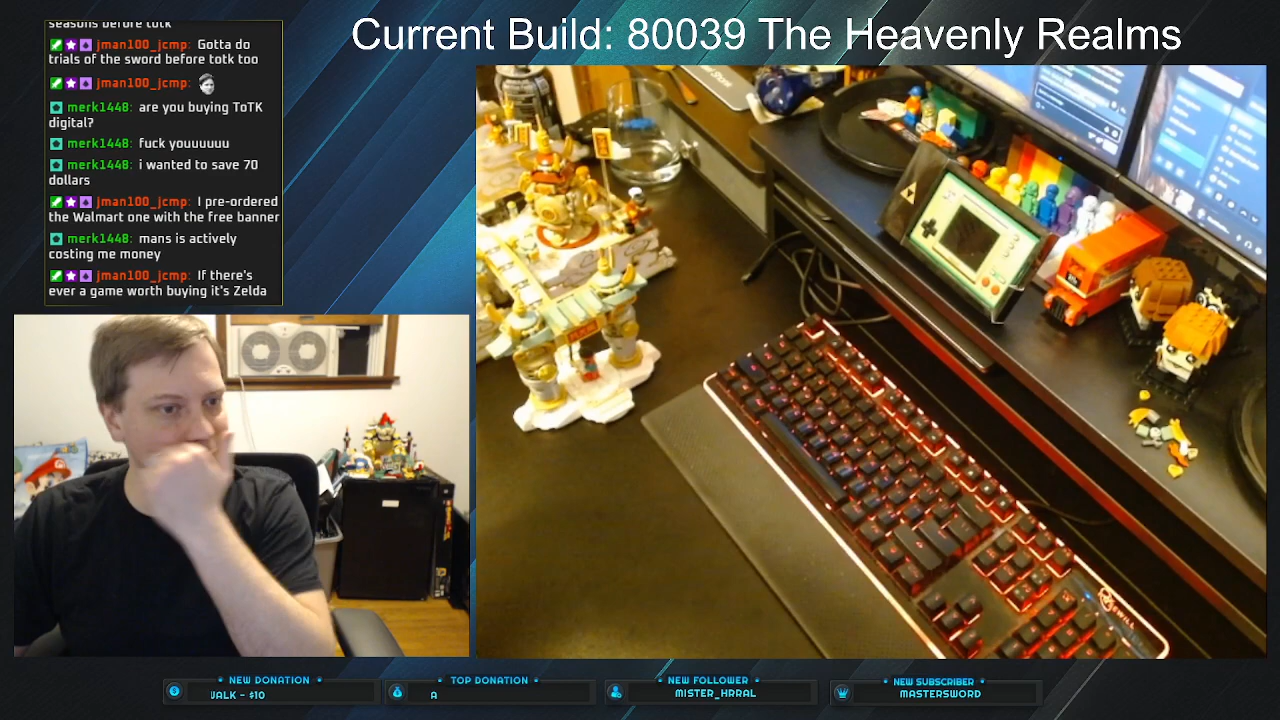 Current Build: 80039 The Heavenly Realms
seasons before totk
jman100_jcmp: Gotta do
trials of the sword before totk too
jman100_jcmp:
merk1448: are you buying ToTK
digital?
merk1448: fuck youuuuuu
merk1448: i wanted to save 70
dollars
jman100_jcmp: I pre-ordered
the Walmart one with the free banner
merk1448: mans is actively
costing me money
jman100_jcmp: If there's
ever a game worth buying it's Zelda
NEW DONATION
JALK - $10
TOP DONATION
A
NEW FOLLOWER
MISTER_HRRAL
NEW SUBSCRIBER
MASTERSWORD